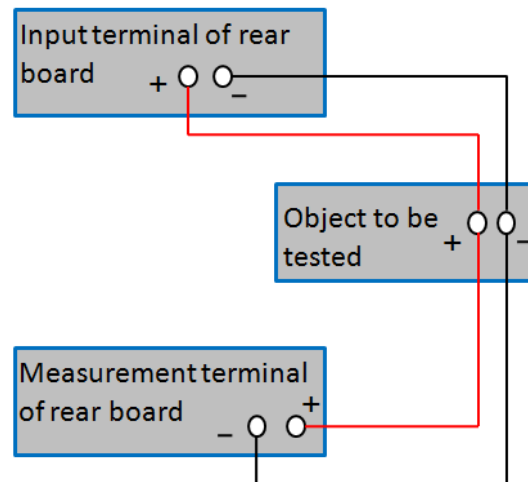 Input terminal of rear
board
+
−
Object to be
tested
+
−
Measurement terminal
of rear board
+
−